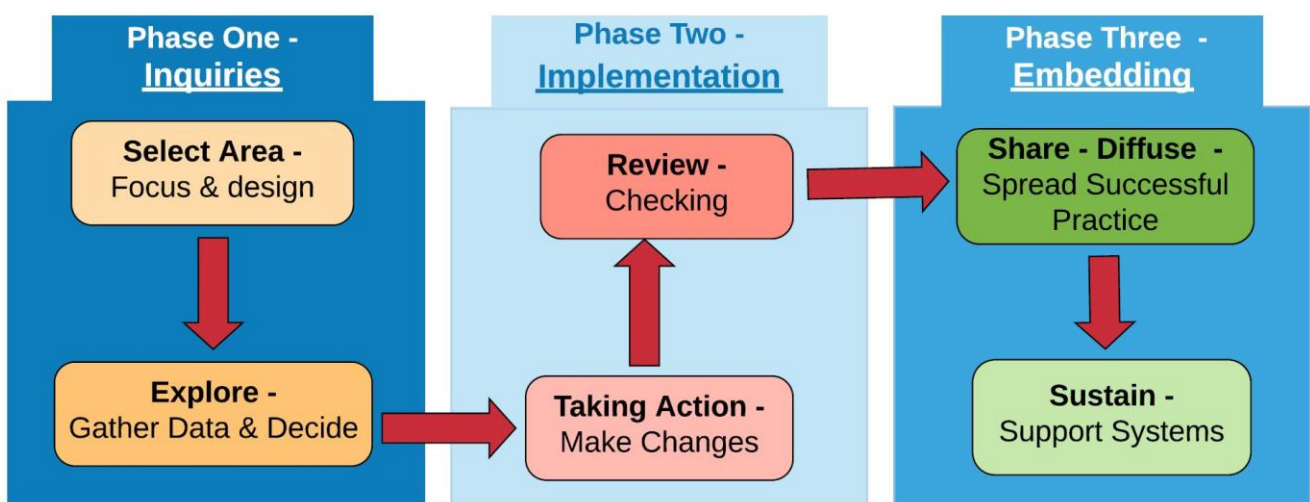 Phase One -
Inquiries
Select Area -
Focus & design
Explore -
Gather Data & Decide
Phase Two -
Implementation
Review -
Checking
Taking Action -
Make Changes
Phase Three -
Embedding
Share - Diffuse -
Spread Successful
Practice
Sustain -
Support Systems